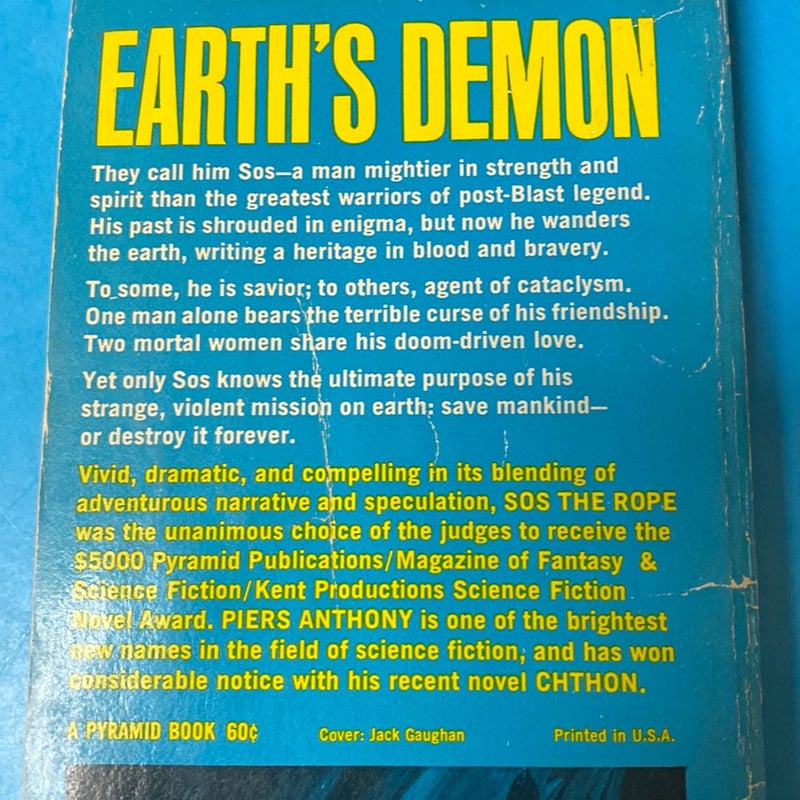 EARTH'S DEMON
They call him Sos—a man mightier in strength and
spirit than the greatest warriors of post-Blast legend.
His past is shrouded in enigma, but now he wanders
the earth, writing a heritage in blood and bravery.
To some, he is savior; to others, agent of cataclysm.
One man alone bears the terrible curse of his friendship.
Two mortal women share his doom-driven love.
Yet only Sos knows the ultimate purpose of his
strange, violent mission on earth: save mankind—
or destroy it forever.
Vivid, dramatic, and compelling in its blending of
adventurous narrative and speculation, SOS THE ROPE
was the unanimous choice of the judges to receive the
$5000 Pyramid Publications/Magazine of Fantasy &
Science Fiction/Kent Productions Science Fiction
Novel Award. PIERS ANTHONY is one of the brightest
new names in the field of science fiction, and has won
considerable notice with his recent novel CHTHON.
A PYRAMID BOOK 60¢ Cover: Jack Gaughan Printed in U.S.A.